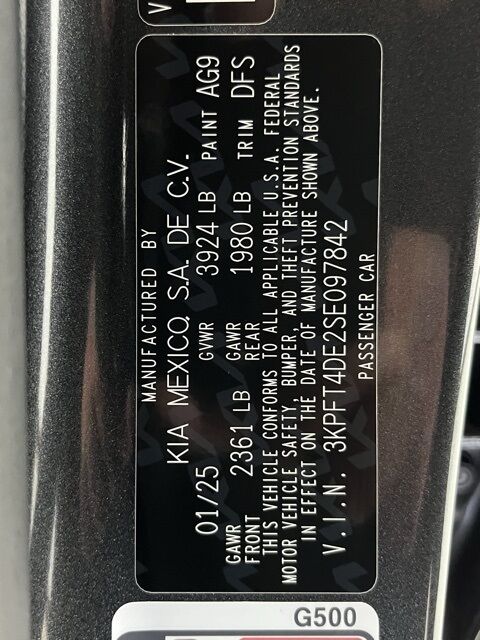 V
MANUFACTURED BY
KIA MEXICO, S.A. DE C.V.
01/25 GVWR 3924 LB PAINT AG9
GAWR FRONT 2361 LB GAWR REAR 1980 LB TRIM DFS
THIS VEHICLE CONFORMS TO ALL APPLICABLE U.S.A. FEDERAL
MOTOR VEHICLE SAFETY, BUMPER, AND THEFT PREVENTION STANDARDS
IN EFFECT ON THE DATE OF MANUFACTURE SHOWN ABOVE.
V.I.N. 3KPFT4DE2SE097842
PASSENGER CAR
G500